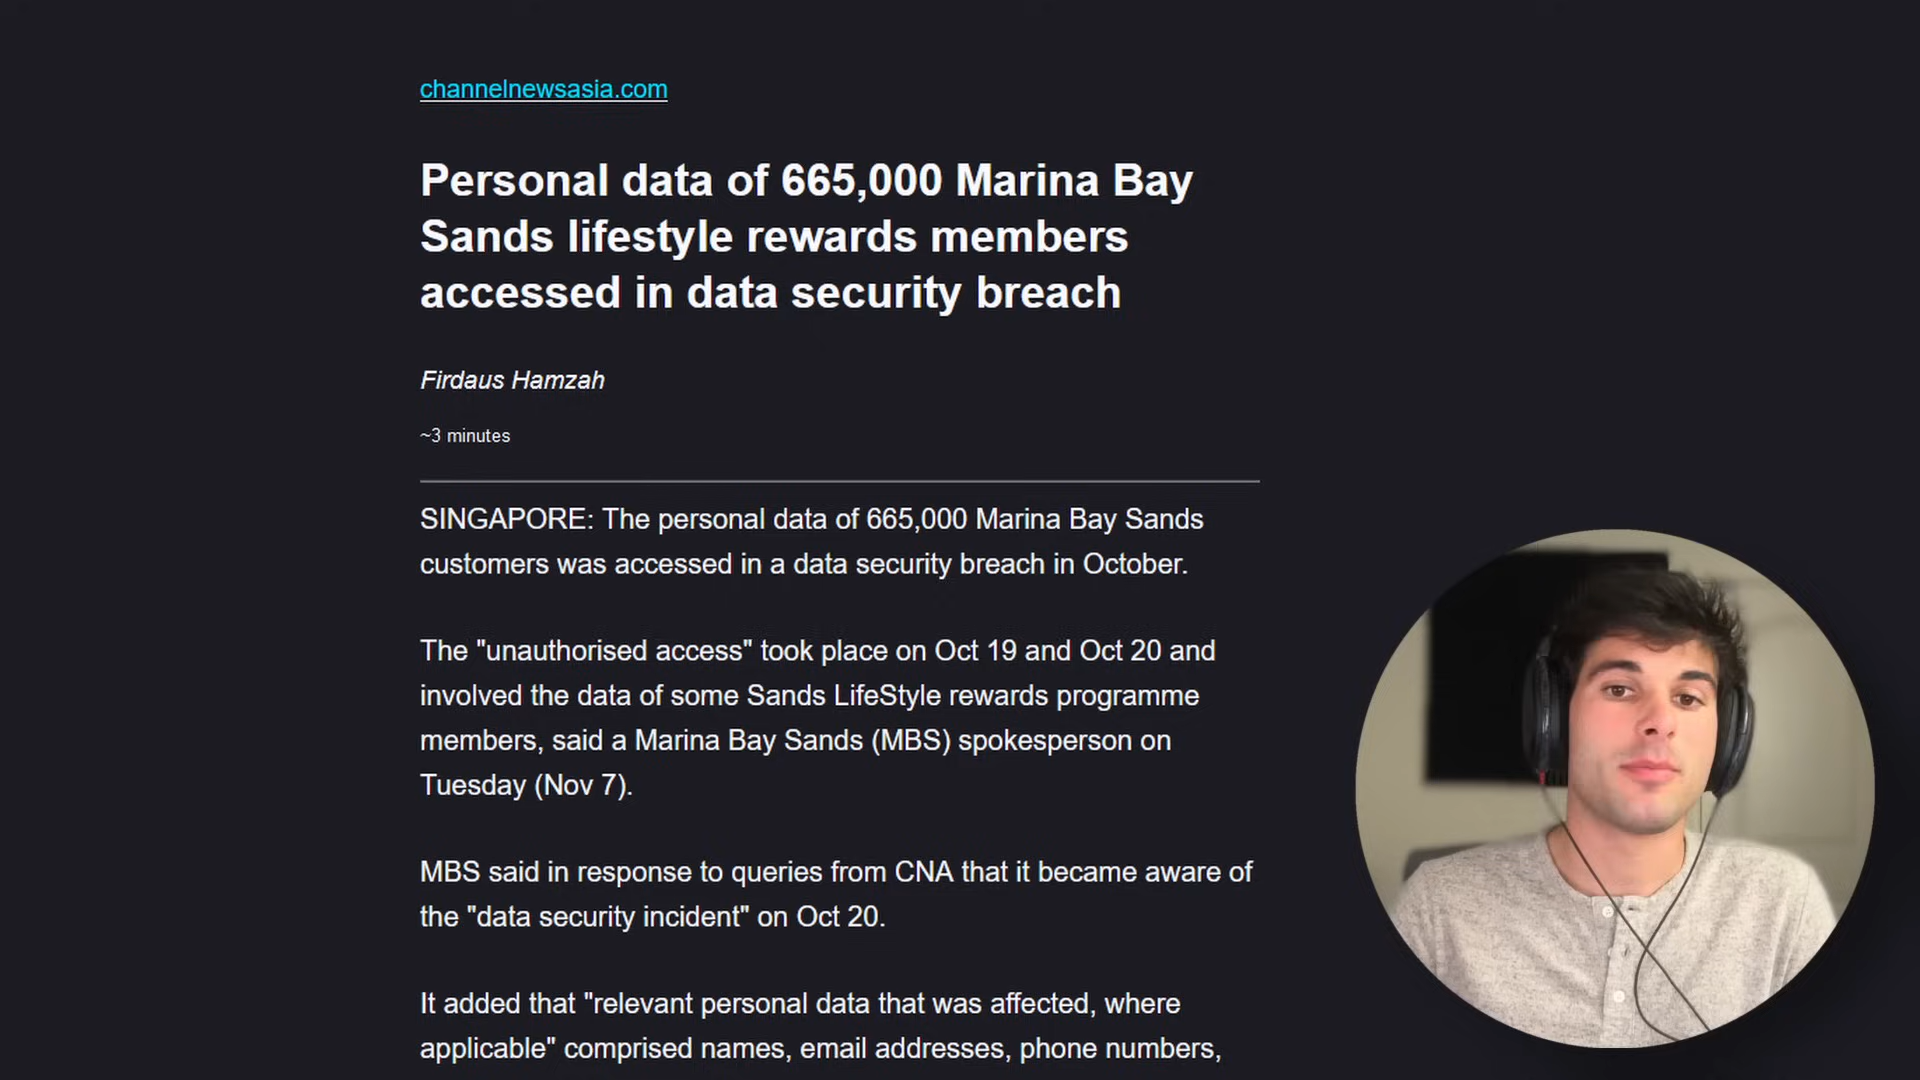 channelnewsasia.com
Personal data of 665,000 Marina Bay
Sands lifestyle rewards members
accessed in data security breach
Firdaus Hamzah
~3 minutes
SINGAPORE: The personal data of 665,000 Marina Bay Sands
customers was accessed in a data security breach in October.
The "unauthorised access" took place on Oct 19 and Oct 20 and
involved the data of some Sands LifeStyle rewards programme
members, said a Marina Bay Sands (MBS) spokesperson on
Tuesday (Nov 7).
MBS said in response to queries from CNA that it became aware of
the "data security incident" on Oct 20.
It added that "relevant personal data that was affected, where
applicable" comprised names, email addresses, phone numbers,